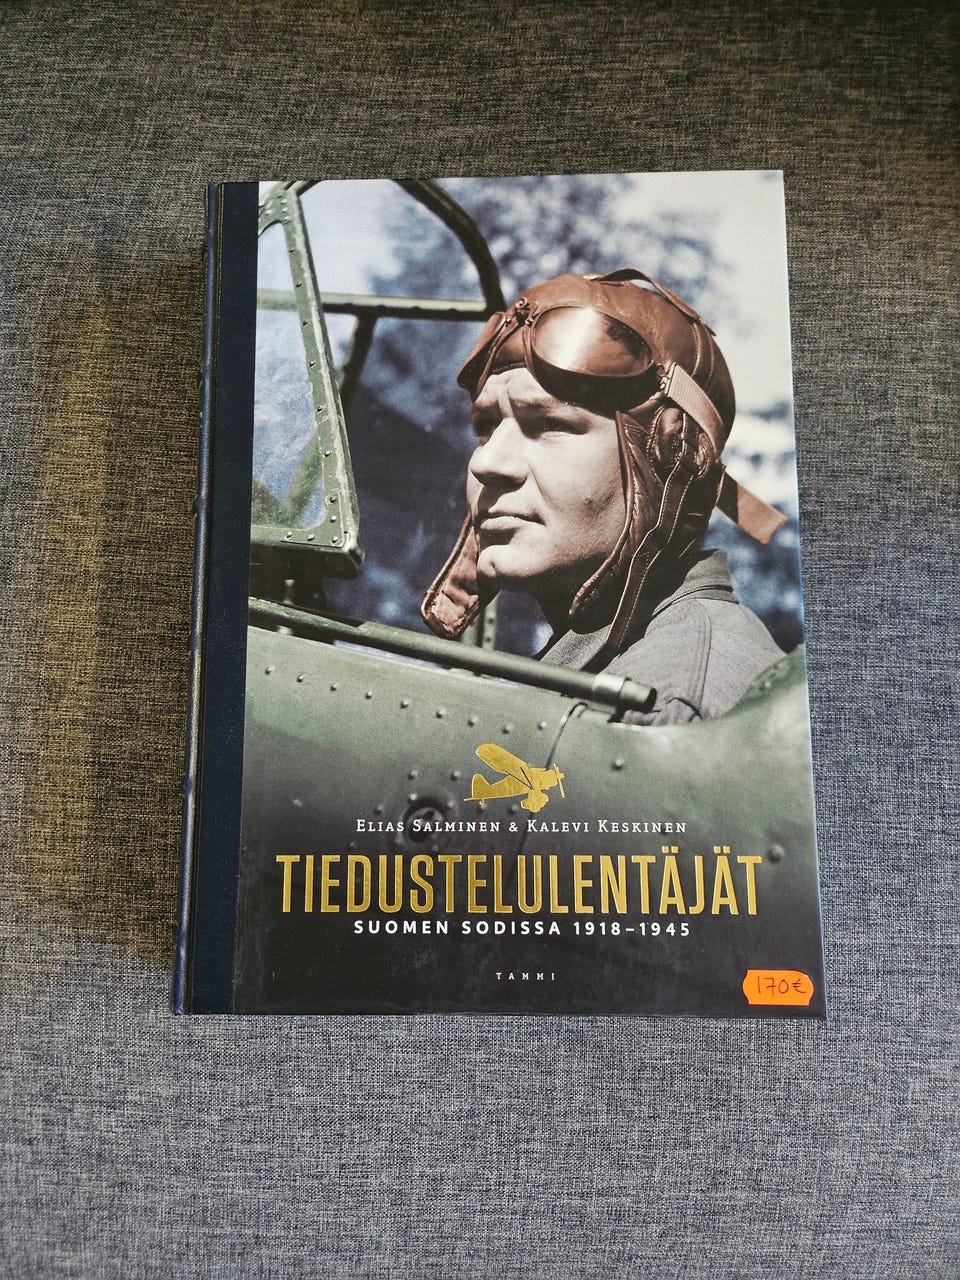 ELIAS SALMINEN & KALEVI KESKINEN
TIEDUSTELULENTÄJÄT
SUOMEN SODISSA 1918–1945
TAMMI
170€